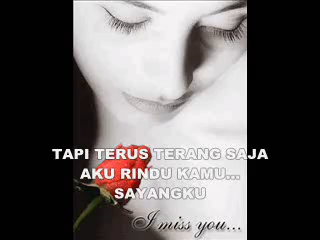 TAPI TERUS TERANG SAJA
AKU RINDU KAMU...
SAYANGKU
I miss you...